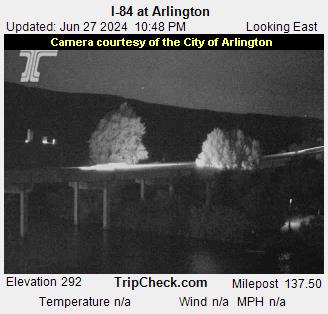 I-84 at Arlington
Updated: Jun 27 2024 10:48 PM Looking East
Camera courtesy of the City of Arlington
Elevation 292 TripCheck.com Milepost 137.50
Temperature n/a Wind n/a MPH n/a